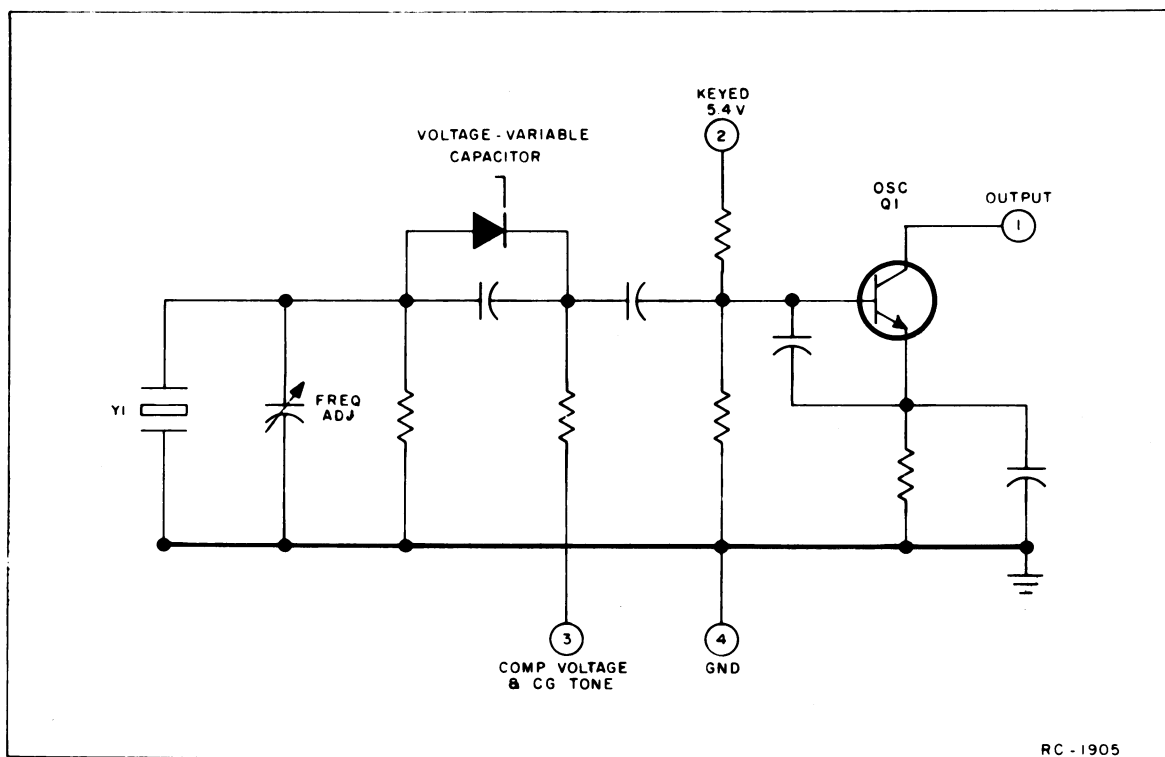 KEYED
5.4 V
2
VOLTAGE - VARIABLE
CAPACITOR
OSC
Q1
OUTPUT
1
Y1
FREQ
ADJ
3
COMP VOLTAGE
& CG TONE
4
GND
RC - 1905